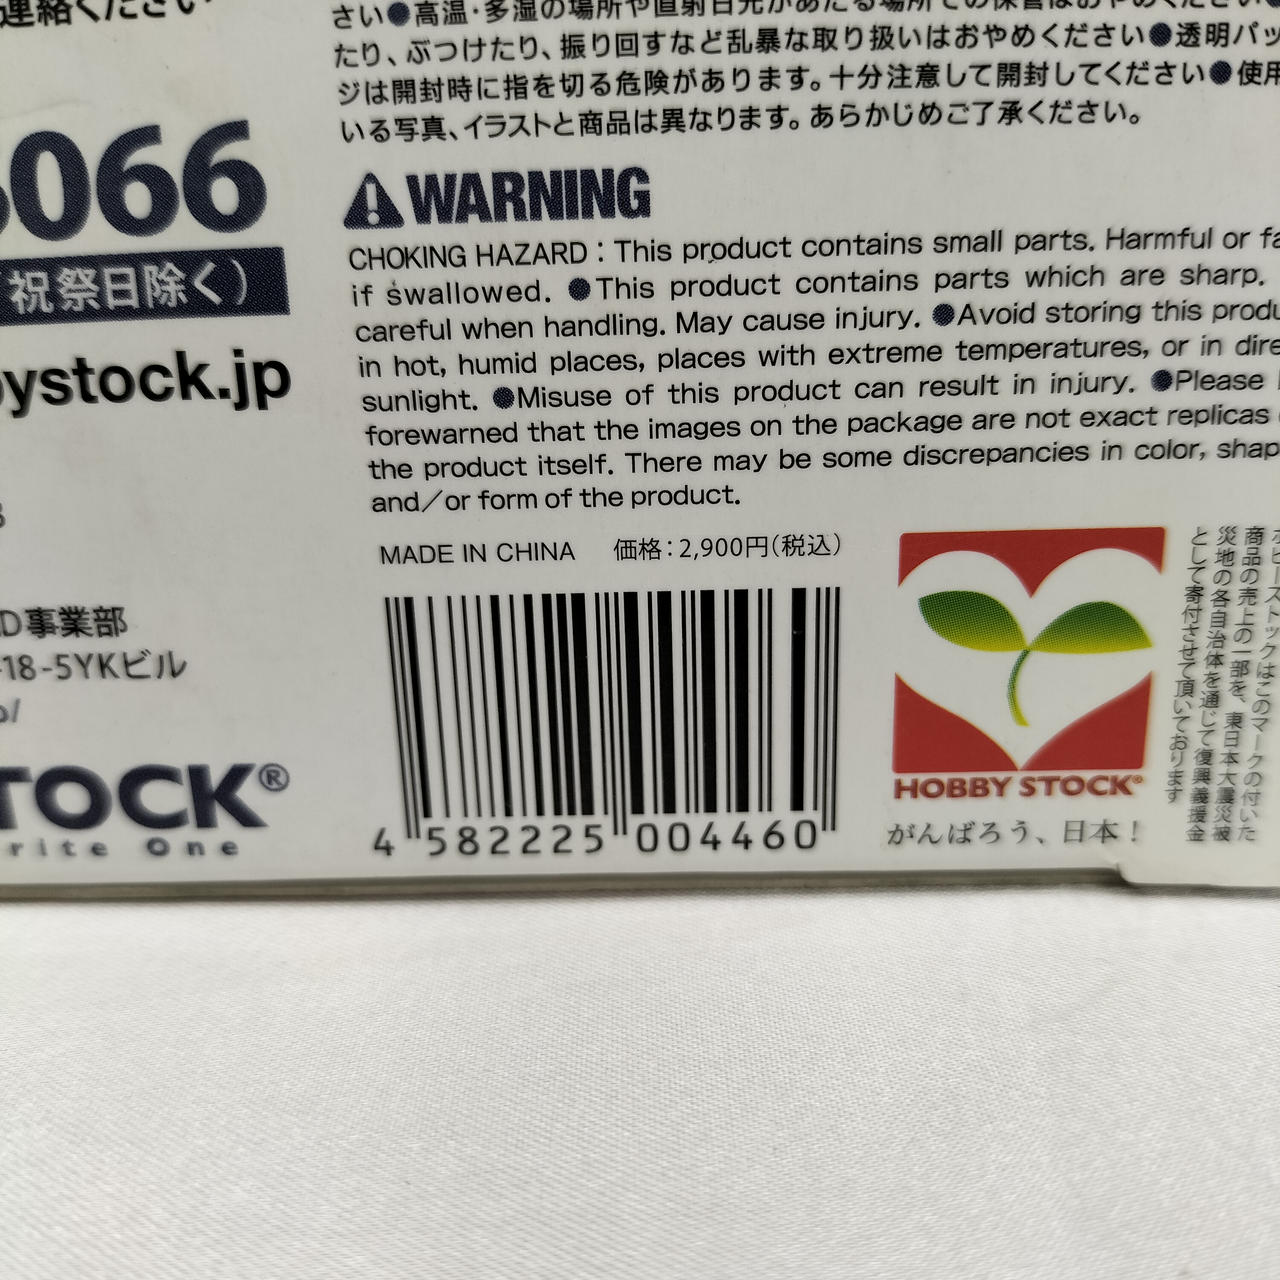 連絡ください
066
（祝祭日除く）
ystock.jp
D事業部
-18-5YKビル
TOCK®
rite One
さい●高温・多湿の場所や直射日光があたる場所での保管はおやめください
たり、ぶつけたり、振り回すなど乱暴な取り扱いはおやめください●透明パッ
ジは開封時に指を切る危険があります。十分注意して開封してください●使用
いる写真、イラストと商品は異なります。あらかじめご了承ください。
WARNING
CHOKING HAZARD：This product contains small parts. Harmful or fa
if swallowed. ●This product contains parts which are sharp.
careful when handling. May cause injury. ●Avoid storing this produ
in hot, humid places, places with extreme temperatures, or in dire
sunlight. ●Misuse of this product can result in injury. ●Please
forewarned that the images on the package are not exact replicas
the product itself. There may be some discrepancies in color, shap
and／or form of the product.
MADE IN CHINA 価格：2,900円（税込）
4 582225 004460
HOBBY STOCK®
がんばろう、日本！
ホビーストックはこのマークの付いた
商品の売上の一部を、東日本大震災被
災地の各自治体を通じて復興義援金
として寄付させて頂いております